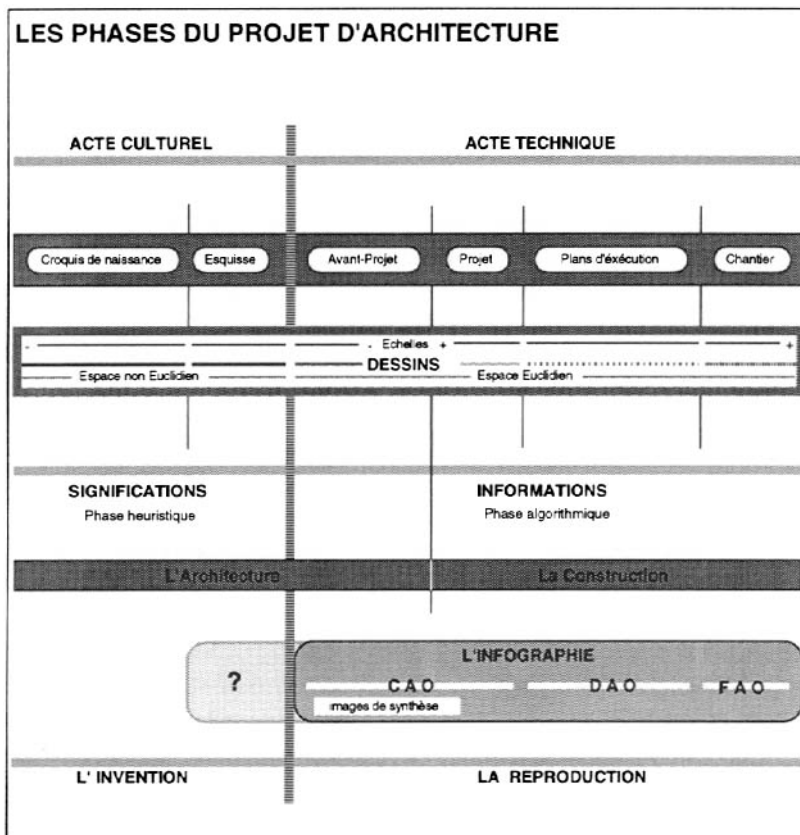 LES PHASES DU PROJET D'ARCHITECTURE
ACTE CULTUREL
ACTE TECHNIQUE
Croquis de naissance
Esquisse
Avant-Projet
Projet
Plans d'éxécution
Chantier
- - Echelles + +
DESSINS
Espace non Euclidien
Espace Euclidien
SIGNIFICATIONS
INFORMATIONS
Phase heuristique
Phase algorithmique
L'Architecture
La Construction
L'INFOGRAPHIE
?
CAO
DAO
FAO
images de synthèse
L' INVENTION
LA REPRODUCTION